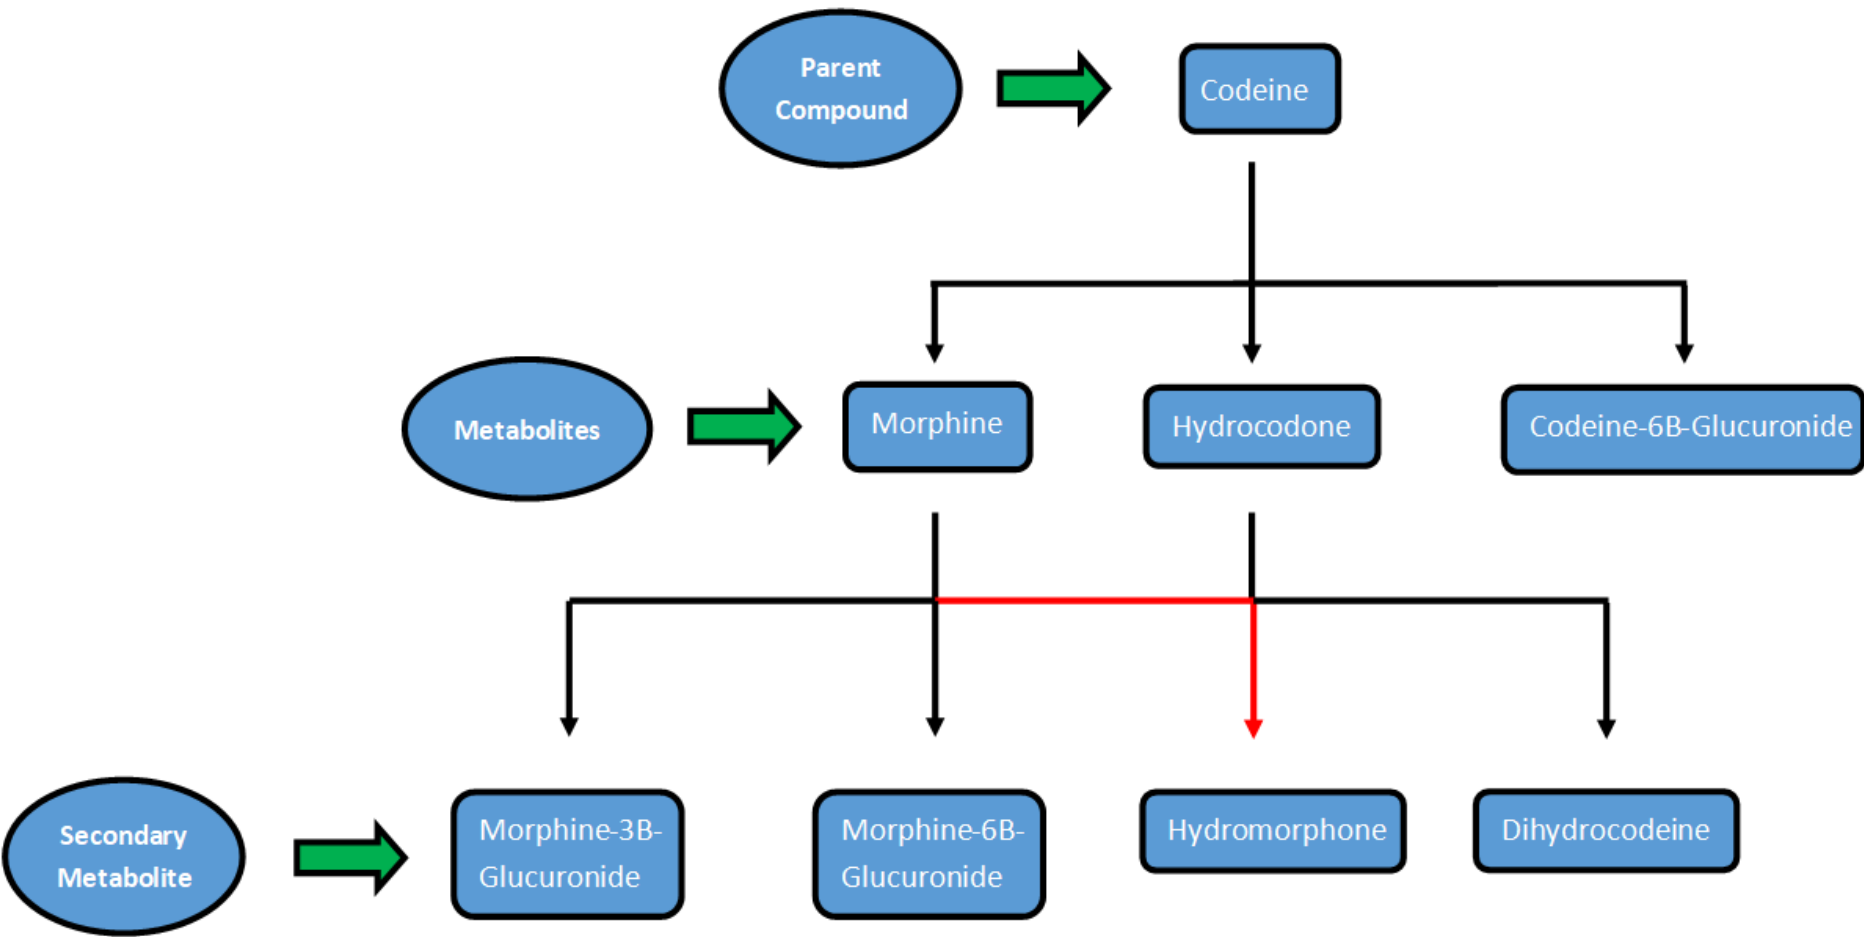 Parent
Compound
Codeine
Metabolites
Morphine
Hydrocodone
Codeine-6B-Glucuronide
Secondary
Metabolite
Morphine-3B-
Glucuronide
Morphine-6B-
Glucuronide
Hydromorphone
Dihydrocodeine